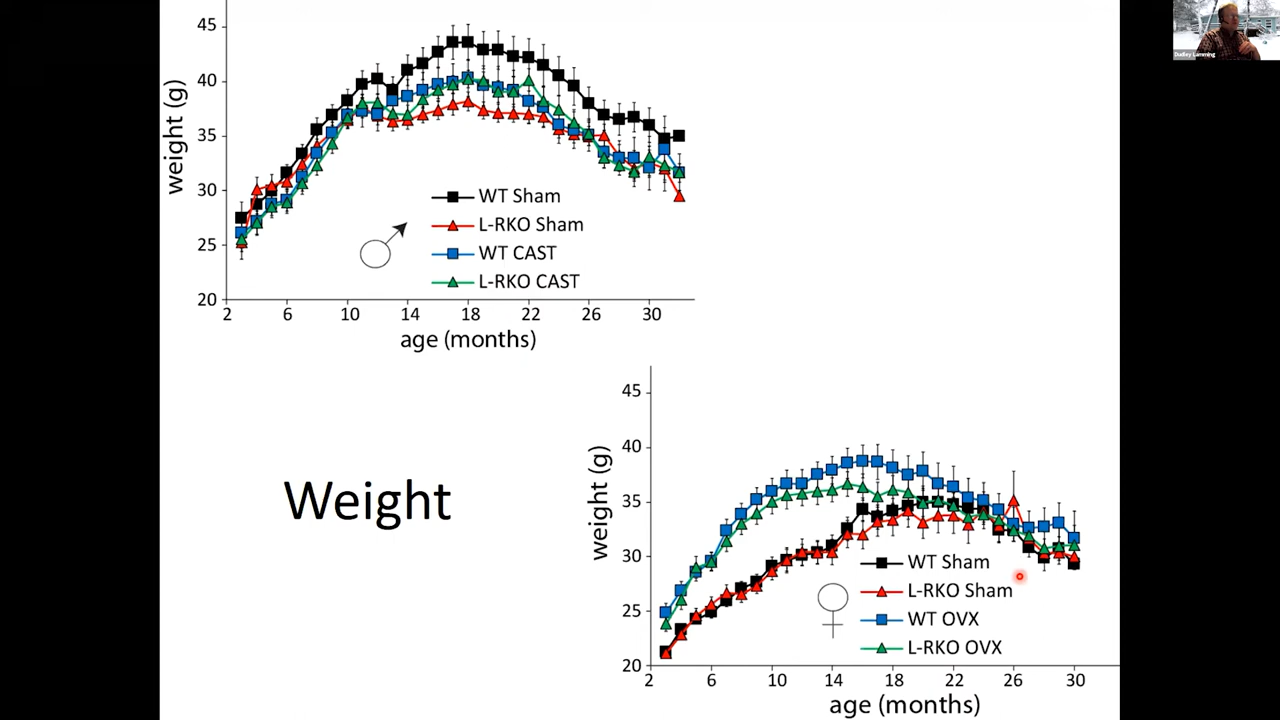 45
40
35
30
25
20
weight (g)
2 6 10 14 18 22 26 30
age (months)
WT Sham
L-RKO Sham
WT CAST
L-RKO CAST
Weight
45
40
35
30
25
20
weight (g)
2 6 10 14 18 22 26 30
age (months)
WT Sham
L-RKO Sham
WT OVX
L-RKO OVX
Dudley Lamming